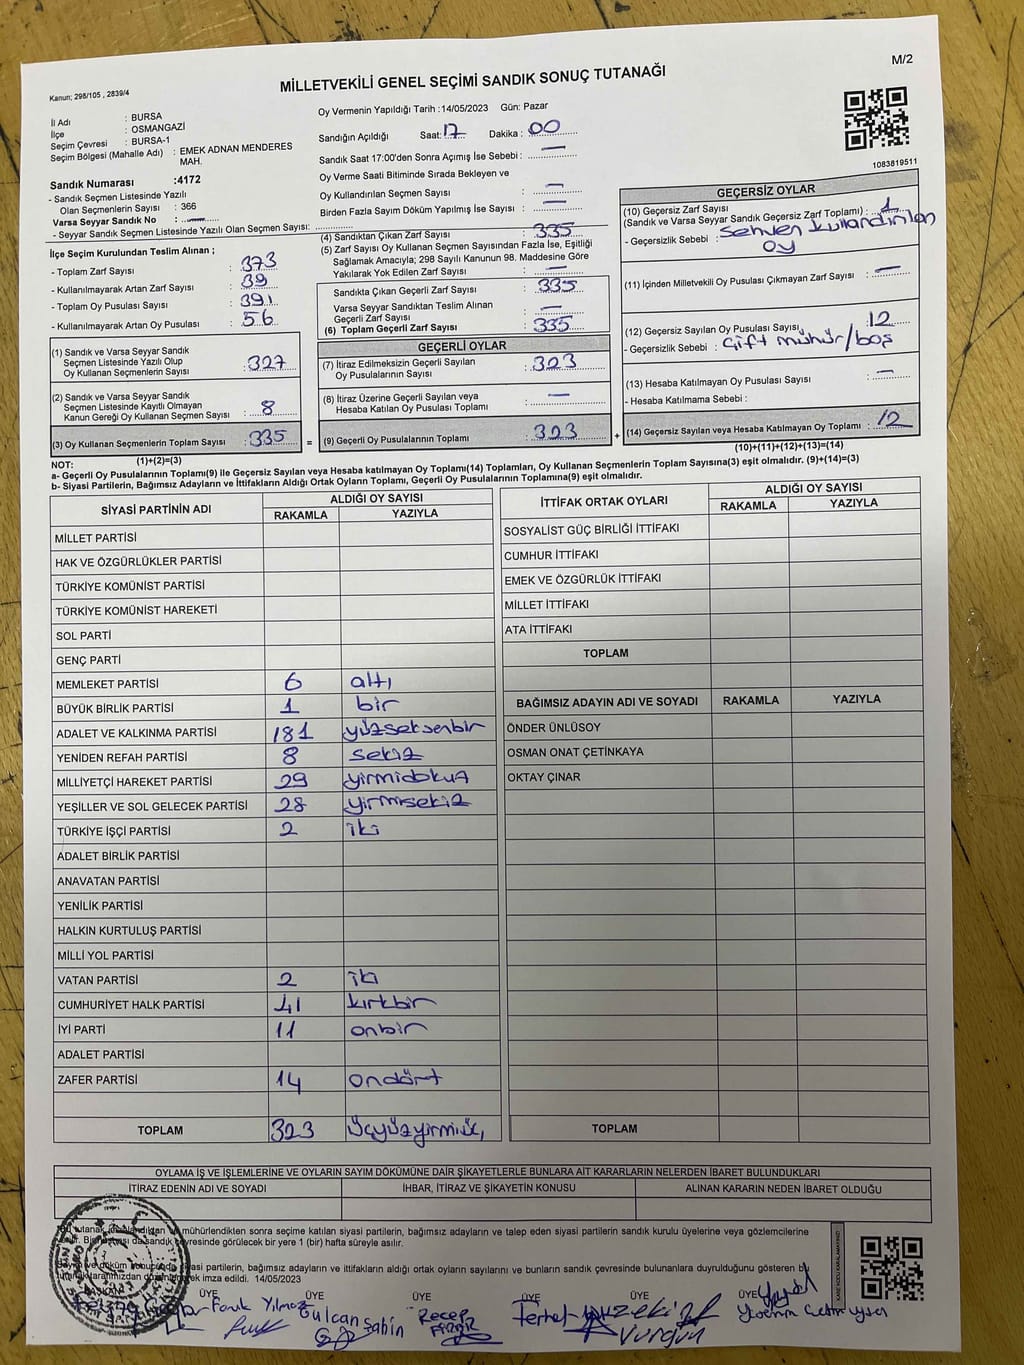 M/2
MİLLETVEKİLİ GENEL SEÇİMİ SANDIK SONUÇ TUTANAĞI
Kanun; 298/105 , 2839/4
İl Adı : BURSA
İlçe : OSMANGAZİ
Seçim Çevresi : BURSA-1
Seçim Bölgesi (Mahalle Adı) : EMEK ADNAN MENDERES
MAH.
Sandık Numarası :4172
- Sandık Seçmen Listesinde Yazılı
Olan Seçmenlerin Sayısı : 366
Varsa Seyyar Sandık No :
- Seyyar Sandık Seçmen Listesinde Yazılı Olan Seçmen Sayısı:
Oy Vermenin Yapıldığı Tarih :14/05/2023 Gün: Pazar
Sandığın Açıldığı Saat: 17 Dakika : 00
Sandık Saat 17:00'den Sonra Açımış İse Sebebi :
Oy Verme Saati Bitiminde Sırada Bekleyen ve
Oy Kullandırılan Seçmen Sayısı :
Birden Fazla Sayım Döküm Yapılmış İse Sayısı :
1083819511
İlçe Seçim Kurulundan Teslim Alınan ;
- Toplam Zarf Sayısı : 373
- Kullanılmayarak Artan Zarf Sayısı : 39
- Toplam Oy Pusulası Sayısı : 391
- Kullanılmayarak Artan Oy Pusulası : 56
(4) Sandıktan Çıkan Zarf Sayısı : 335
(5) Zarf Sayısı Oy Kullanan Seçmen Sayısından Fazla İse, Eşitliği
Sağlamak Amacıyla; 298 Sayılı Kanunun 98. Maddesine Göre
Yakılarak Yok Edilen Zarf Sayısı :
Sandıkta Çıkan Geçerli Zarf Sayısı : 335
Varsa Seyyar Sandıktan Teslim Alınan
Geçerli Zarf Sayısı :
(6) Toplam Geçerli Zarf Sayısı : 335
GEÇERSİZ OYLAR
(10) Geçersiz Zarf Sayısı
(Sandık ve Varsa Seyyar Sandık Geçersiz Zarf Toplamı) : 1
- Geçersizlik Sebebi : Sehven kullandırılan
oy
(11) İçinden Milletvekili Oy Pusulası Çıkmayan Zarf Sayısı :
(12) Geçersiz Sayılan Oy Pusulası Sayısı : 12
- Geçersizlik Sebebi : Çift mühür/boş
(13) Hesaba Katılmayan Oy Pusulası Sayısı :
- Hesaba Katılmama Sebebi :
(14) Geçersiz Sayılan veya Hesaba Katılmayan Oy Toplamı : 12
(10)+(11)+(12)+(13)=(14)
(1) Sandık ve Varsa Seyyar Sandık
Seçmen Listesinde Yazılı Olup
Oy Kullanan Seçmenlerin Sayısı : 327
(2) Sandık ve Varsa Seyyar Sandık
Seçmen Listesinde Kayıtlı Olmayan
Kanun Gereği Oy Kullanan Seçmen Sayısı : 8
(3) Oy Kullanan Seçmenlerin Toplam Sayısı : 335 =
(1)+(2)=(3)
GEÇERLİ OYLAR
(7) İtiraz Edilmeksizin Geçerli Sayılan
Oy Pusulalarının Sayısı : 323
(8) İtiraz Üzerine Geçerli Sayılan veya
Hesaba Katılan Oy Pusulası Toplamı :
(9) Geçerli Oy Pusulalarının Toplamı : 323 +
NOT:
a- Geçerli Oy Pusulalarının Toplamı(9) ile Geçersiz Sayılan veya Hesaba katılmayan Oy Toplamı(14) Toplamları, Oy Kullanan Seçmenlerin Toplam Sayısına(3) eşit olmalıdır. (9)+(14)=(3)
b- Siyasi Partilerin, Bağımsız Adayların ve İttifakların Aldığı Ortak Oyların Toplamı, Geçerli Oy Pusulalarının Toplamına(9) eşit olmalıdır.
SİYASİ PARTİNİN ADI ALDIĞI OY SAYISI
RAKAMLA YAZIYLA
MİLLET PARTİSİ
HAK VE ÖZGÜRLÜKLER PARTİSİ
TÜRKİYE KOMÜNİST PARTİSİ
TÜRKİYE KOMÜNİST HAREKETİ
SOL PARTİ
GENÇ PARTİ
MEMLEKET PARTİSİ 6 altı
BÜYÜK BİRLİK PARTİSİ 1 bir
ADALET VE KALKINMA PARTİSİ 181 yüzseksenbir
YENİDEN REFAH PARTİSİ 8 sekiz
MİLLİYETÇİ HAREKET PARTİSİ 29 yirmidokuz
YEŞİLLER VE SOL GELECEK PARTİSİ 28 yirmisekiz
TÜRKİYE İŞÇİ PARTİSİ 2 iki
ADALET BİRLİK PARTİSİ
ANAVATAN PARTİSİ
YENİLİK PARTİSİ
HALKIN KURTULUŞ PARTİSİ
MİLLİ YOL PARTİSİ
VATAN PARTİSİ 2 iki
CUMHURİYET HALK PARTİSİ 41 kırkbir
İYİ PARTİ 11 onbir
ADALET PARTİSİ
ZAFER PARTİSİ 14 ondört
TOPLAM 323 üçyüzyirmiüç
İTTİFAK ORTAK OYLARI ALDIĞI OY SAYISI
RAKAMLA YAZIYLA
SOSYALİST GÜÇ BİRLİĞİ İTTİFAKI
CUMHUR İTTİFAKI
EMEK VE ÖZGÜRLÜK İTTİFAKI
MİLLET İTTİFAKI
ATA İTTİFAKI
TOPLAM
BAĞIMSIZ ADAYIN ADI VE SOYADI RAKAMLA YAZIYLA
ÖNDER ÜNLÜSOY
OSMAN ONAT ÇETİNKAYA
OKTAY ÇINAR
TOPLAM
OYLAMA İŞ VE İŞLEMLERİNE VE OYLARIN SAYIM DÖKÜMÜNE DAİR ŞİKAYETLERLE BUNLARA AİT KARARLARIN NELERDEN İBARET BULUNDUKLARI
İTİRAZ EDENİN ADI VE SOYADI İHBAR, İTİRAZ VE ŞİKAYETİN KONUSU ALINAN KARARIN NEDEN İBARET OLDUĞU
tutanak mühürlendikten sonra seçime katılan siyasi partilerin, bağımsız adayların ve talep eden siyasi partilerin sandık kurulu üyelerine veya gözlemcilerine
çevresinde görülecek bir yere 1 (bir) hafta süreyle asılır.
siyasi partilerin, bağımsız adayların ve ittifakların aldığı ortak oyların sayılarını ve bunların sandık çevresinde bulunanlara duyrulduğunu gösteren bu
imza edildi. 14/05/2023
ÜYE ÜYE ÜYE ÜYE ÜYE ÜYE
Faruk Yılmaz Gülcan Şahin Recep Ferhat Zeki Vurgun